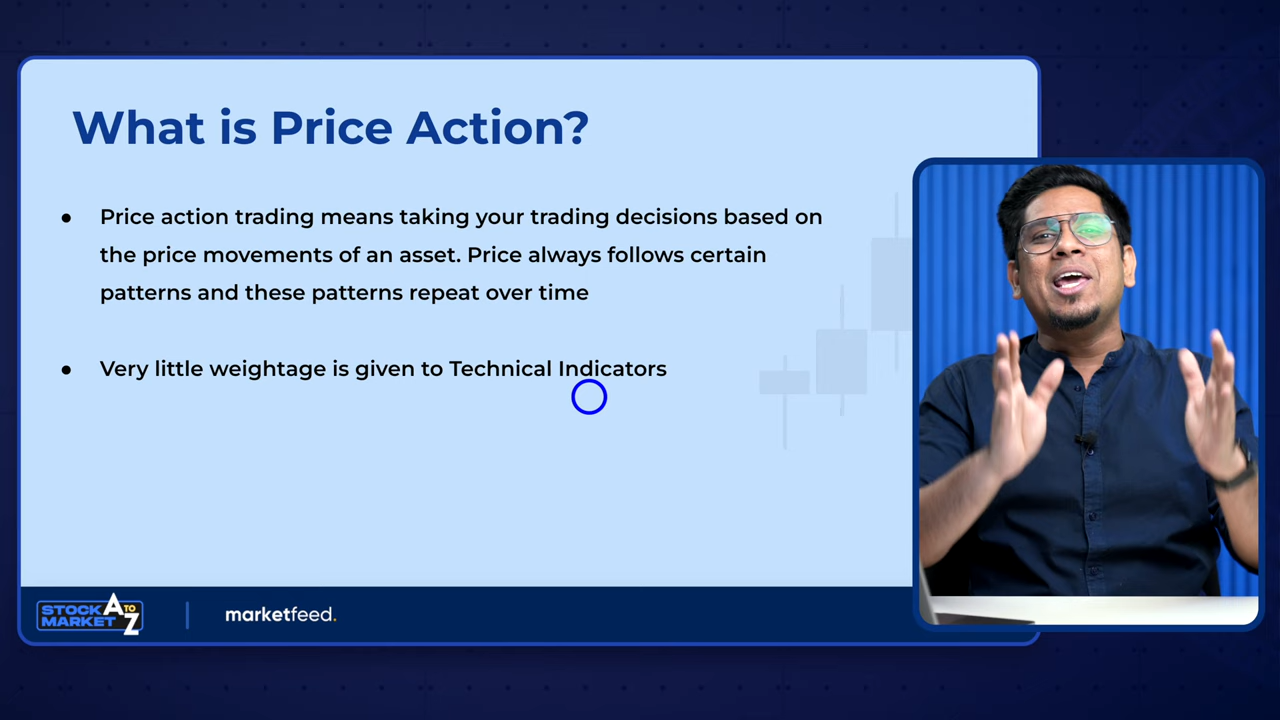 What is Price Action?
● Price action trading means taking your trading decisions based on
the price movements of an asset. Price always follows certain
patterns and these patterns repeat over time
● Very little weightage is given to Technical Indicators
STOCK MARKET A TO Z
marketfeed.